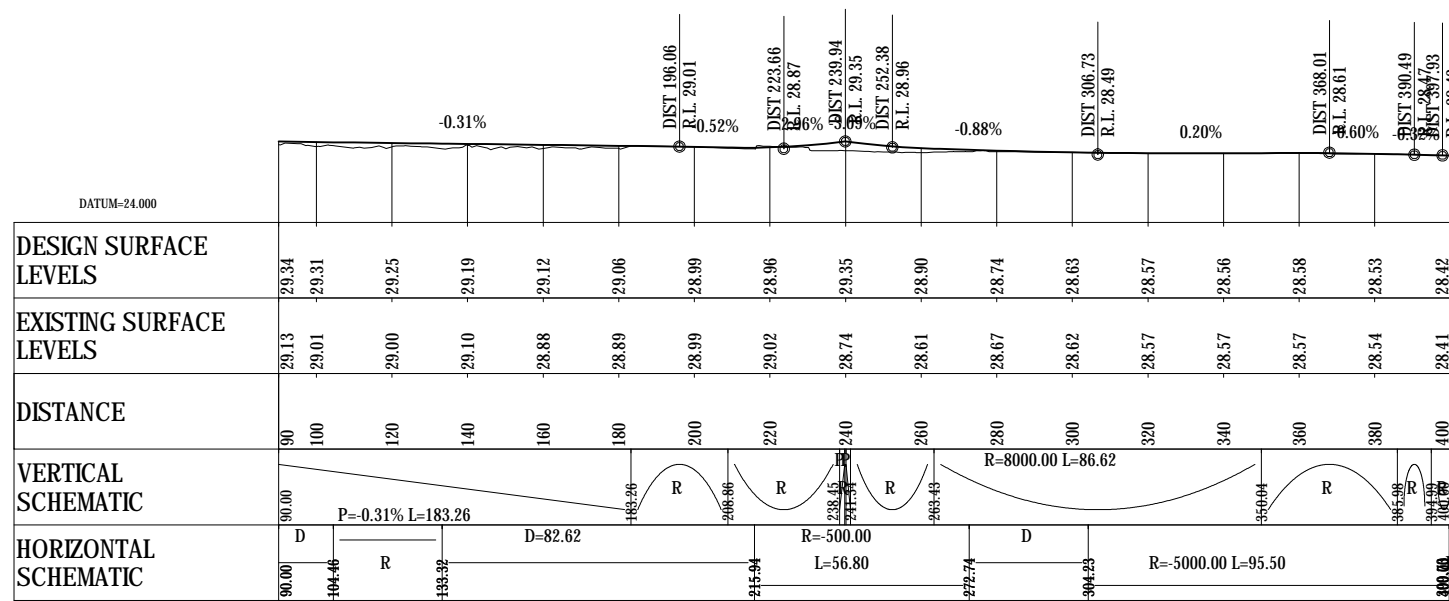 DIST 196.06
R.L. 29.01
DIST 223.66
R.L. 28.87
DIST 239.94
R.L. 29.35
DIST 252.38
R.L. 28.96
DIST 306.73
R.L. 28.49
DIST 368.01
R.L. 28.61
DIST 390.49
R.L. 28.47
DIST 397.93
-0.31% -0.52% -0.88% 0.20%
DATUM=24.000
DESIGN SURFACE
LEVELS
29.34 29.31 29.25 29.19 29.12 29.06 28.99 28.96 29.35 28.90 28.74 28.63 28.57 28.56 28.58 28.53 28.42
EXISTING SURFACE
LEVELS
29.13 29.01 29.00 29.10 28.88 28.89 28.99 29.02 28.74 28.61 28.67 28.62 28.57 28.57 28.57 28.54 28.41
DISTANCE
90 100 120 140 160 180 200 220 240 260 280 300 320 340 360 380 400
VERTICAL
SCHEMATIC
R=8000.00 L=86.62
R R R R R
90.00 183.26 208.86 238.45 241.34 263.43 350.04 385.98 394.99
P=-0.31% L=183.26
HORIZONTAL
SCHEMATIC
D D=82.62 R=-500.00 D
R L=56.80 R=-5000.00 L=95.50
90.00 104.46 133.32 215.94 272.74 304.23